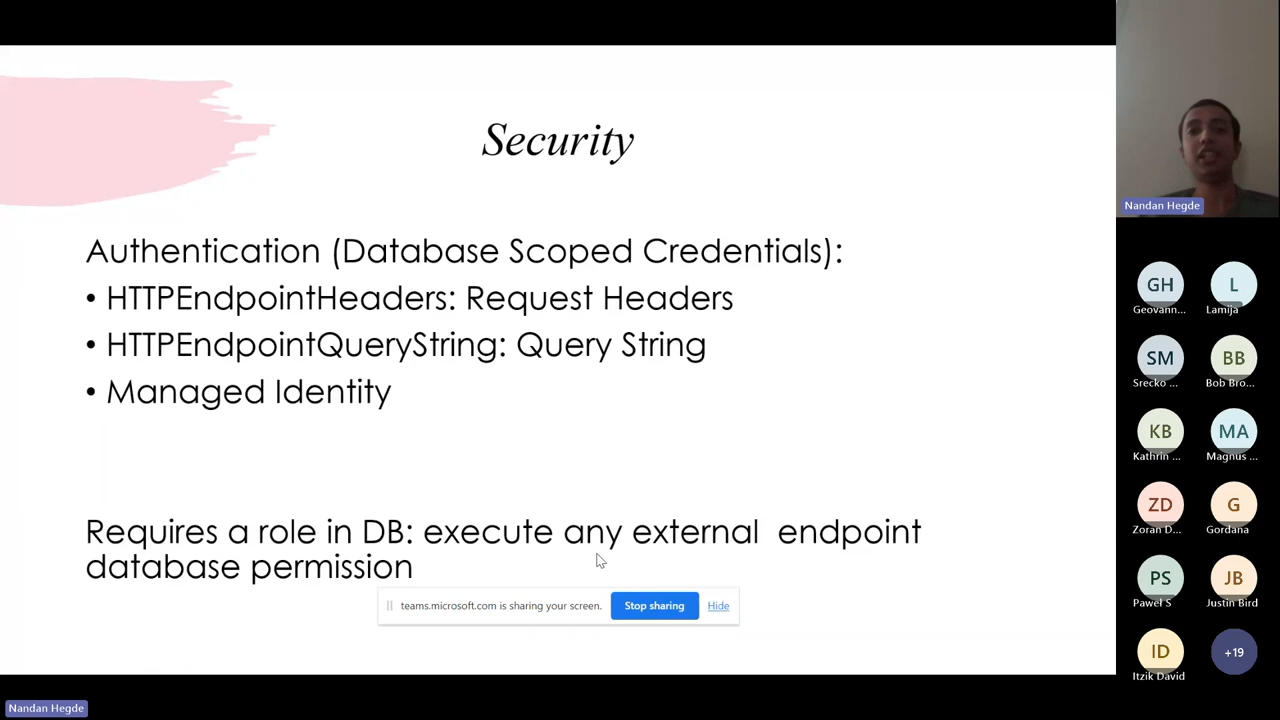 Security
Authentication (Database Scoped Credentials):
• HTTPEndpointHeaders: Request Headers
• HTTPEndpointQueryString: Query String
• Managed Identity
Requires a role in DB: execute any external endpoint
database permission
teams.microsoft.com is sharing your screen.
Stop sharing
Hide
Nandan Hegde
Nandan Hegde
GH
Geovann...
L
Lamija
SM
Srecko ...
BB
Bob Bro...
KB
Kathrin ...
MA
Magnus ...
ZD
Zoran D...
G
Gordana
PS
Paweł S
JB
Justin Bird
ID
Itzik David
+19